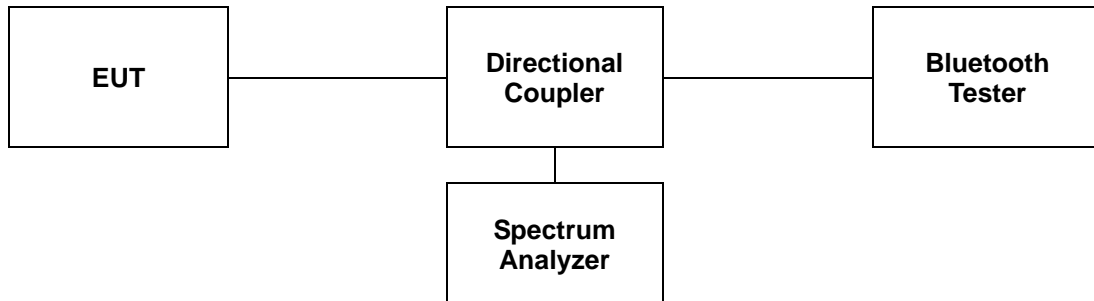 EUT
Directional
Coupler
Bluetooth
Tester
Spectrum
Analyzer